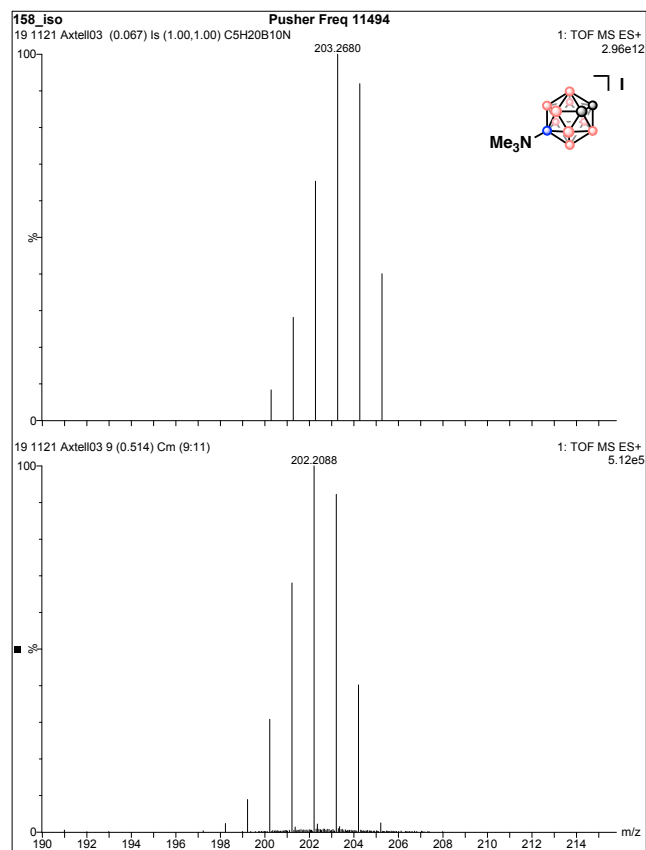 158_iso Pusher Freq 11494
19 1121 Axtell03 (0.067) Is (1.00,1.00) C5H20B10N 1: TOF MS ES+
2.96e12
100
203.2680
I
Me3N
%
0
19 1121 Axtell03 9 (0.514) Cm (9:11) 1: TOF MS ES+
5.12e5
100
202.2088
%
0
m/z
190 192 194 196 198 200 202 204 206 208 210 212 214